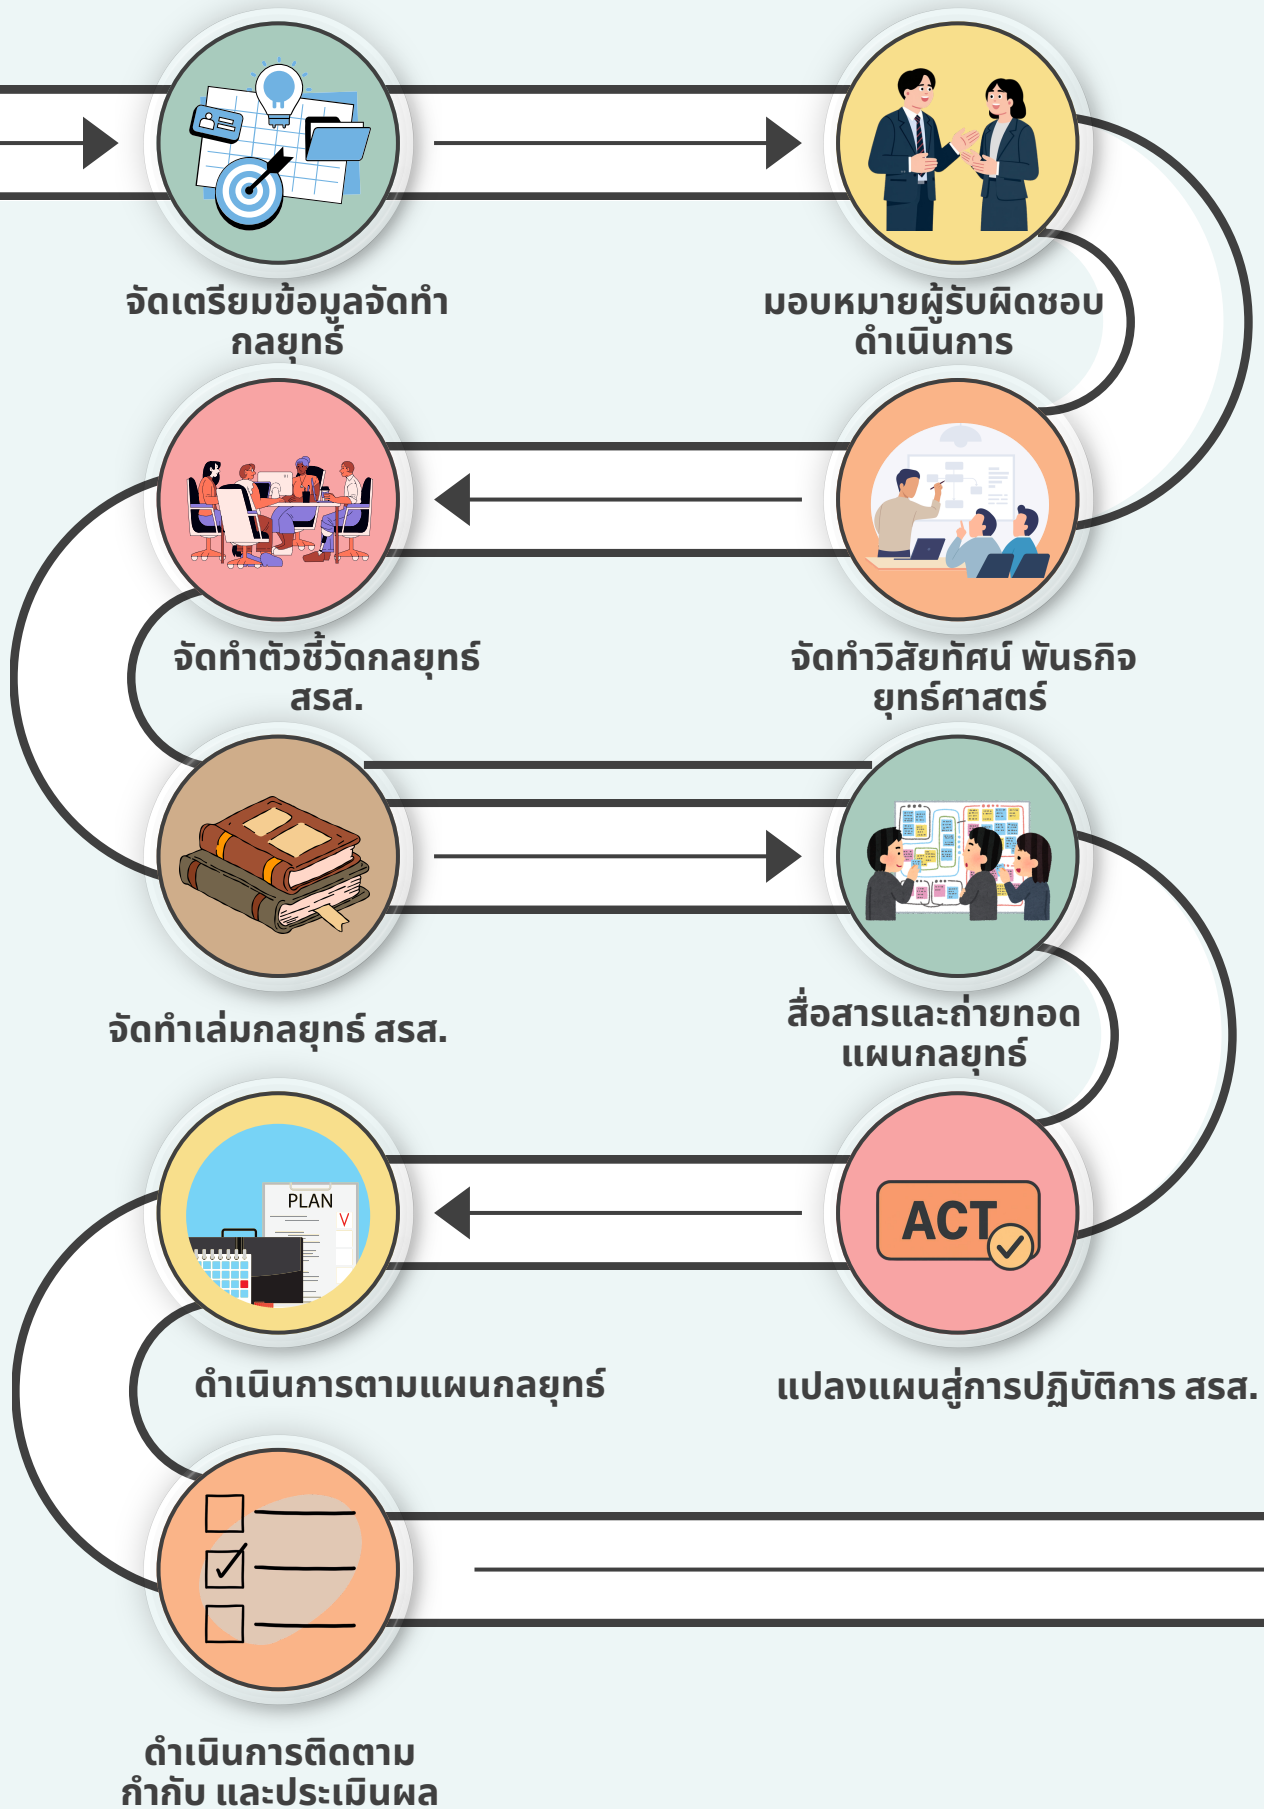 จัดเตรียมข้อมูลจัดทำ
กลยุทธ์
มอบหมายผู้รับผิดชอบ
ดำเนินการ
จัดทำวิสัยทัศน์ พันธกิจ
ยุทธ์ศาสตร์
จัดทำตัวชี้วัดกลยุทธ์
สรส.
จัดทำเล่มกลยุทธ์ สรส.
สื่อสารและถ่ายทอด
แผนกลยุทธ์
ACT
แปลงแผนสู่การปฏิบัติการ สรส.
PLAN
ดำเนินการตามแผนกลยุทธ์
ดำเนินการติดตาม
กำกับ และประเมินผล